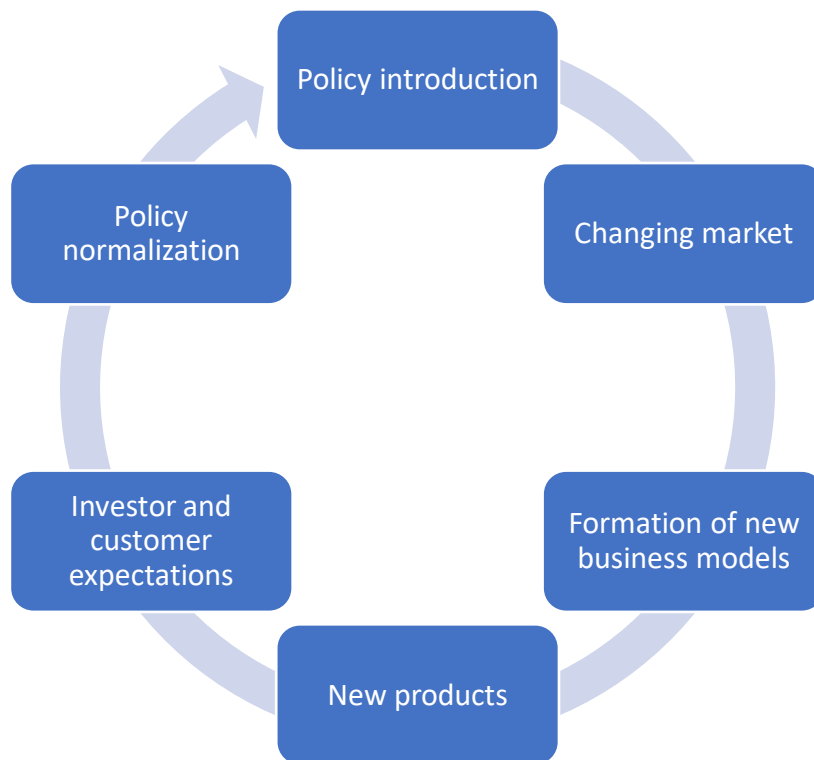 Policy introduction
Changing market
Formation of new
business models
New products
Investor and
customer
expectations
Policy
normalization